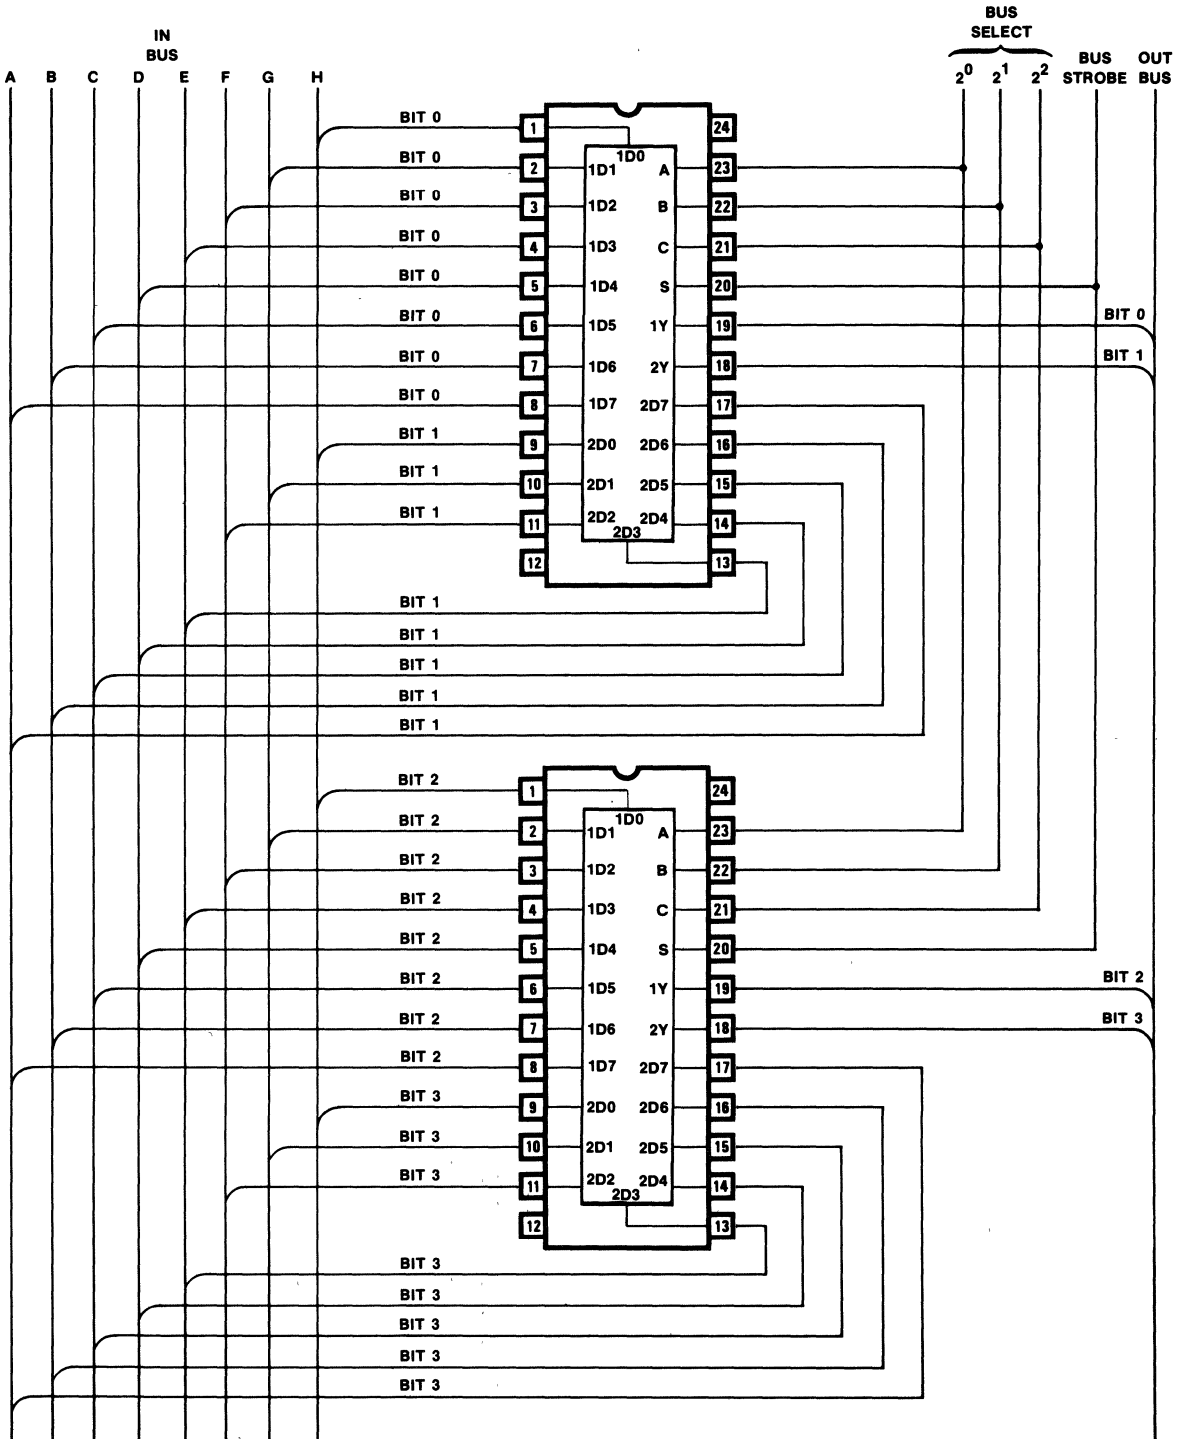 IN
BUS
A B C D E F G H
BUS
SELECT
2⁰ 2¹ 2²
BUS
STROBE
OUT
BUS
BIT 0 1 1D0 24
BIT 0 2 1D1 A 23
BIT 0 3 1D2 B 22
BIT 0 4 1D3 C 21
BIT 0 5 1D4 S 20
BIT 0 6 1D5 1Y 19 BIT 0
BIT 0 7 1D6 2Y 18 BIT 1
BIT 0 8 1D7 2D7 17
BIT 1 9 2D0 2D6 16
BIT 1 10 2D1 2D5 15
BIT 1 11 2D2 2D4 14
2D3
12 13
BIT 1
BIT 1
BIT 1
BIT 1
BIT 1
BIT 2 1 1D0 24
BIT 2 2 1D1 A 23
BIT 2 3 1D2 B 22
BIT 2 4 1D3 C 21
BIT 2 5 1D4 S 20
BIT 2 6 1D5 1Y 19 BIT 2
BIT 2 7 1D6 2Y 18 BIT 3
BIT 2 8 1D7 2D7 17
BIT 3 9 2D0 2D6 16
BIT 3 10 2D1 2D5 15
BIT 3 11 2D2 2D4 14
2D3
12 13
BIT 3
BIT 3
BIT 3
BIT 3
BIT 3